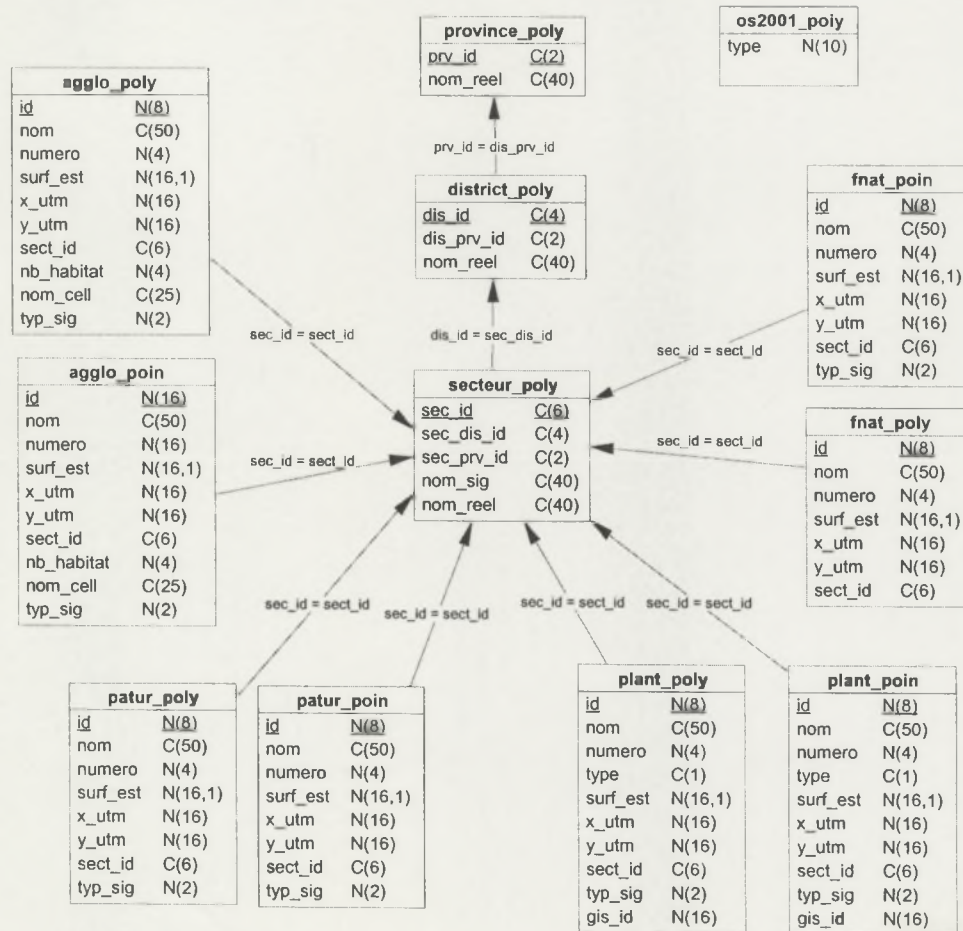 province_poly
prv_id C(2)
nom_reel C(40)
os2001_poly
type N(10)
agglo_poly
id N(8)
nom C(50)
numero N(4)
surf_est N(16,1)
x_utm N(16)
y_utm N(16)
sect_id C(6)
nb_habitat N(4)
nom_cell C(25)
typ_sig N(2)
prv_id = dis_prv_id
district_poly
dis_id C(4)
dis_prv_id C(2)
nom_reel C(40)
fnat_poin
id N(8)
nom C(50)
numero N(4)
surf_est N(16,1)
x_utm N(16)
y_utm N(16)
sect_id C(6)
typ_sig N(2)
sec_id = sect_id
dis_id = sec_dis_id
sec_id = sect_id
agglo_poin
id N(16)
nom C(50)
numero N(16)
surf_est N(16,1)
x_utm N(16)
y_utm N(16)
sect_id C(6)
nb_habitat N(4)
nom_cell C(25)
typ_sig N(2)
sec_id = sect_id
secteur_poly
sec_id C(6)
sec_dis_id C(4)
sec_prv_id C(2)
nom_sig C(40)
nom_reel C(40)
sec_id = sect_id
fnat_poly
id N(8)
nom C(50)
numero N(4)
surf_est N(16,1)
x_utm N(16)
y_utm N(16)
sect_id C(6)
sec_id = sect_id
sec_id = sect_id
sec_id = sect_id
sec_id = sect_id
patur_poly
id N(8)
nom C(50)
numero N(4)
surf_est N(16,1)
x_utm N(16)
y_utm N(16)
sect_id C(6)
typ_sig N(2)
patur_poin
id N(8)
nom C(50)
numero N(4)
surf_est N(16,1)
x_utm N(16)
y_utm N(16)
sect_id C(6)
typ_sig N(2)
plant_poly
id N(8)
nom C(50)
numero N(4)
type C(1)
surf_est N(16,1)
x_utm N(16)
y_utm N(16)
sect_id C(6)
typ_sig N(2)
gis_id N(16)
plant_poin
id N(8)
nom C(50)
numero N(4)
type C(1)
surf_est N(16,1)
x_utm N(16)
y_utm N(16)
sect_id C(6)
typ_sig N(2)
gis_id N(16)